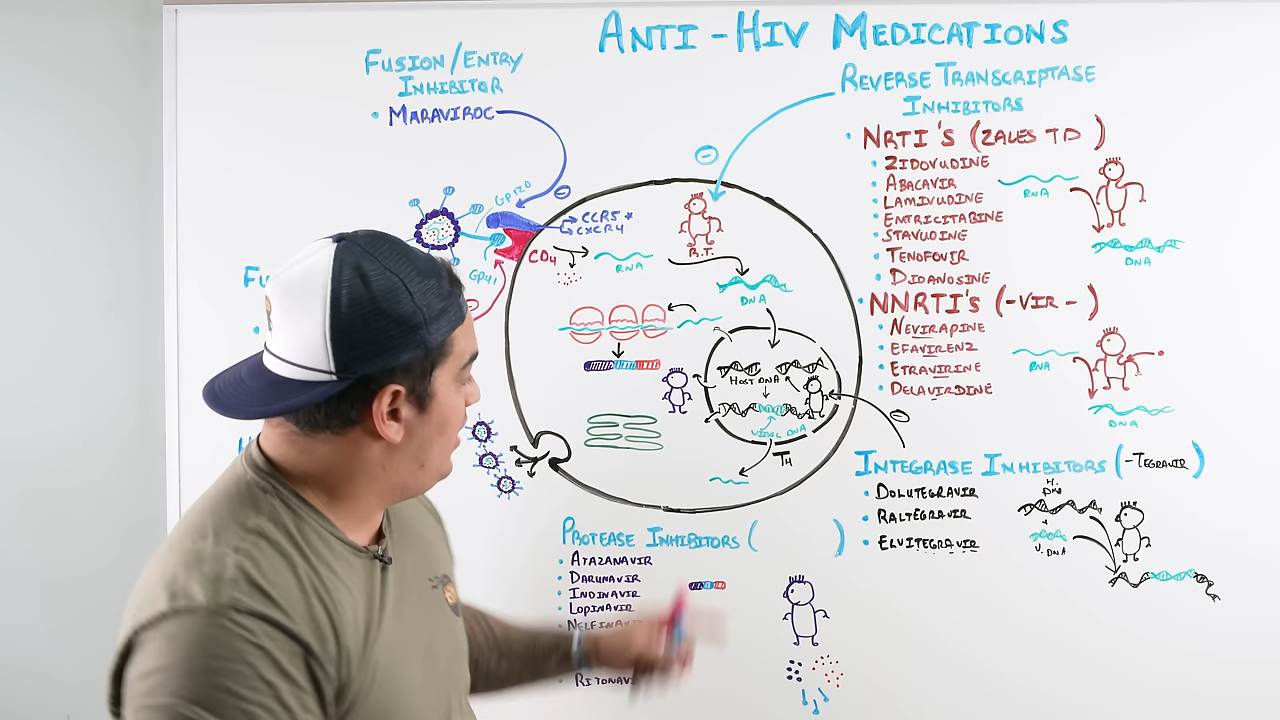 ANTI-HIV MEDICATIONS
FUSION/ENTRY
INHIBITOR
• MARAVIROC
GP120
GP41
CCR5 *
CXCR4
CD4
RNA
R.T.
DNA
HOST DNA
VIRAL DNA
T4
REVERSE TRANSCRIPTASE
INHIBITORS
• NRTI'S (ZALES TD)
• ZIDOVUDINE
• ABACAVIR
• LAMIVUDINE
• EMTRICITABINE
• STAVUDINE
• TENOFOVIR
• DIDANOSINE
RNA
DNA
• NNRTI'S (-VIR-)
• NEVIRAPINE
• EFAVIRENZ
• ETRAVIRINE
• DELAVIRDINE
RNA
DNA
INTEGRASE INHIBITORS (-TEGRAVIR)
• DOLUTEGRAVIR
• RALTEGRAVIR
• ELVITEGRAVIR
H.
DNA
+
V. DNA
PROTEASE INHIBITORS ( )
• ATAZANAVIR
• DARUNAVIR
• INDINAVIR
• LOPINAVIR